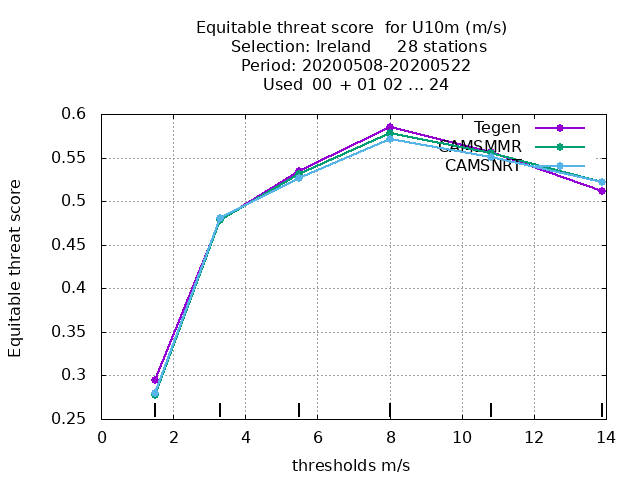 Equitable threat score  for U10m (m/s)
Selection: Ireland     28 stations
Period: 20200508-20200522
Used  00 + 01 02 ... 24
Tegen
CAMSMMR
CAMSNRT
Equitable threat score
0.6
0.55
0.5
0.45
0.4
0.35
0.3
0.25
0 2 4 6 8 10 12 14
thresholds m/s